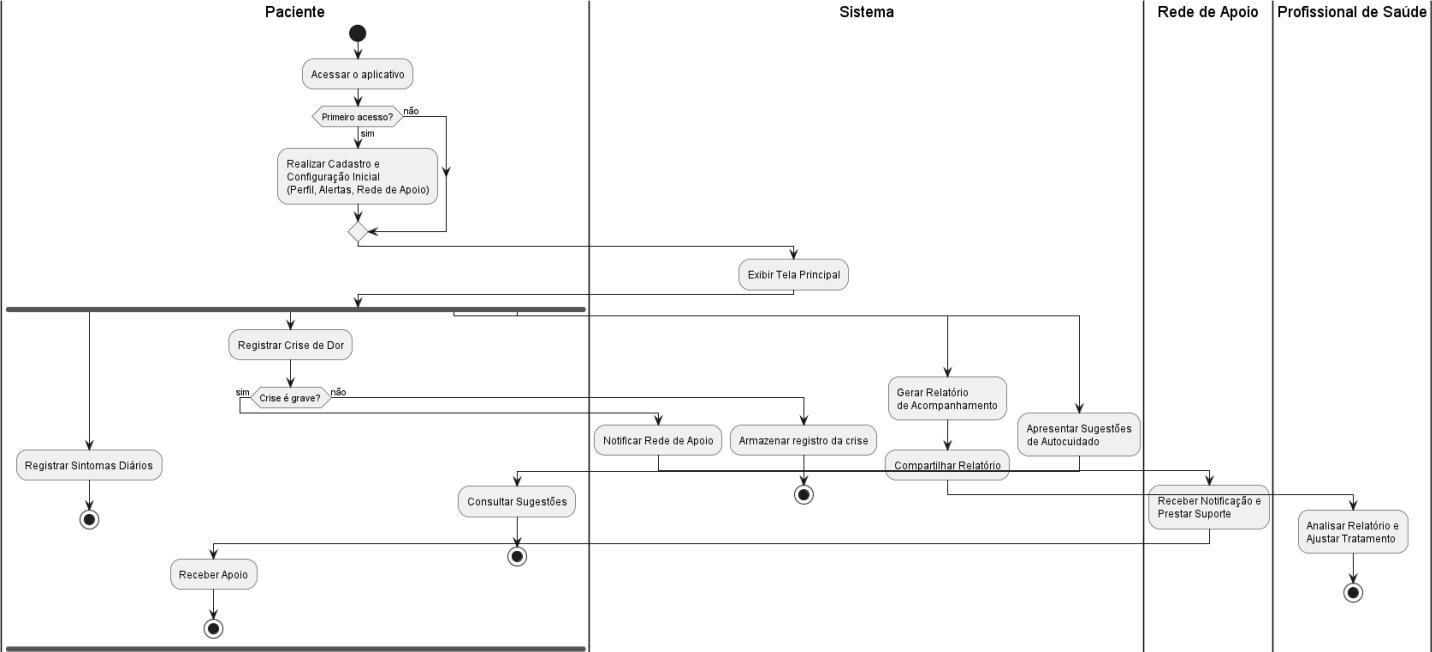 Paciente
Sistema
Rede de Apoio
Profissional de Saúde
Acessar o aplicativo
Primeiro acesso?
não
sim
Realizar Cadastro e
Configuração Inicial
(Perfil, Alertas, Rede de Apoio)
Exibir Tela Principal
Registrar Crise de Dor
sim
Crise é grave?
não
Gerar Relatório
de Acompanhamento
Notificar Rede de Apoio
Armazenar registro da crise
Apresentar Sugestões
de Autocuidado
Registrar Sintomas Diários
Compartilhar Relatório
Consultar Sugestões
Receber Notificação e
Prestar Suporte
Analisar Relatório e
Ajustar Tratamento
Receber Apoio